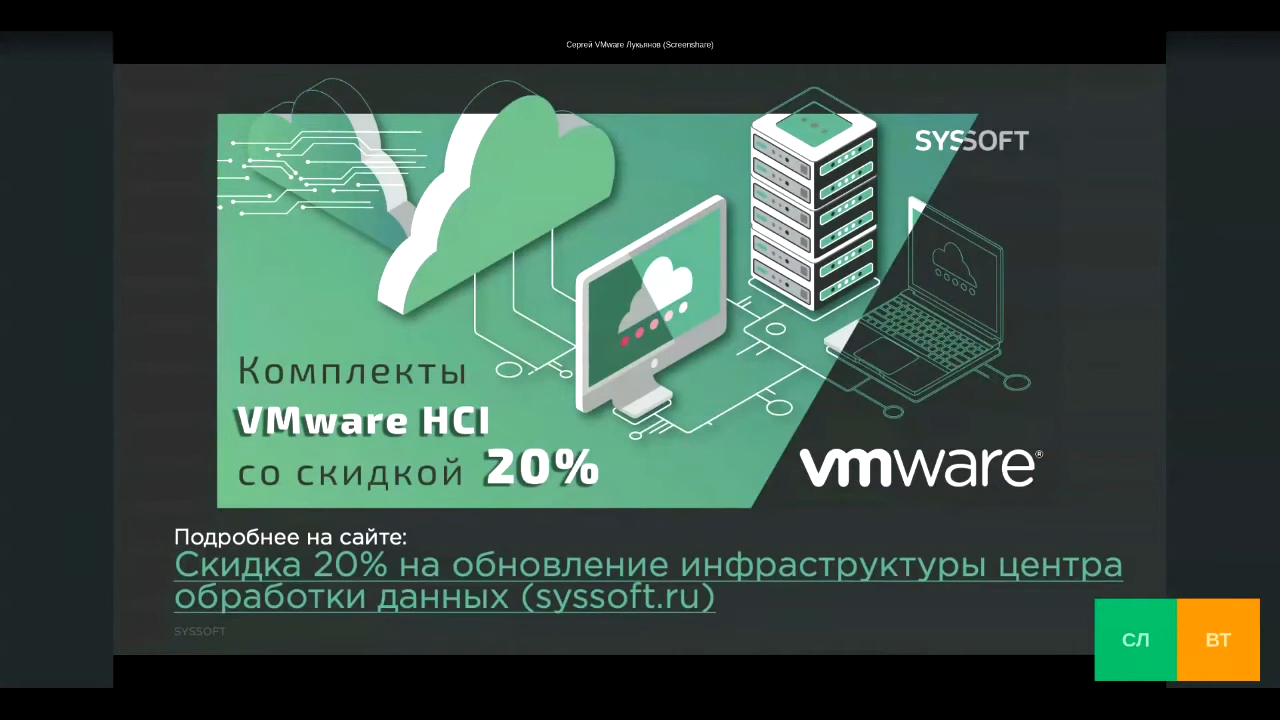 Сергей VMware Лукьянов (Screenshare)
SYSSOFT
Комплекты
VMware HCI
со скидкой 20%
vmware®
Подробнее на сайте:
Скидка 20% на обновление инфраструктуры центра
обработки данных (syssoft.ru)
SYSSOFT
СЛ ВТ